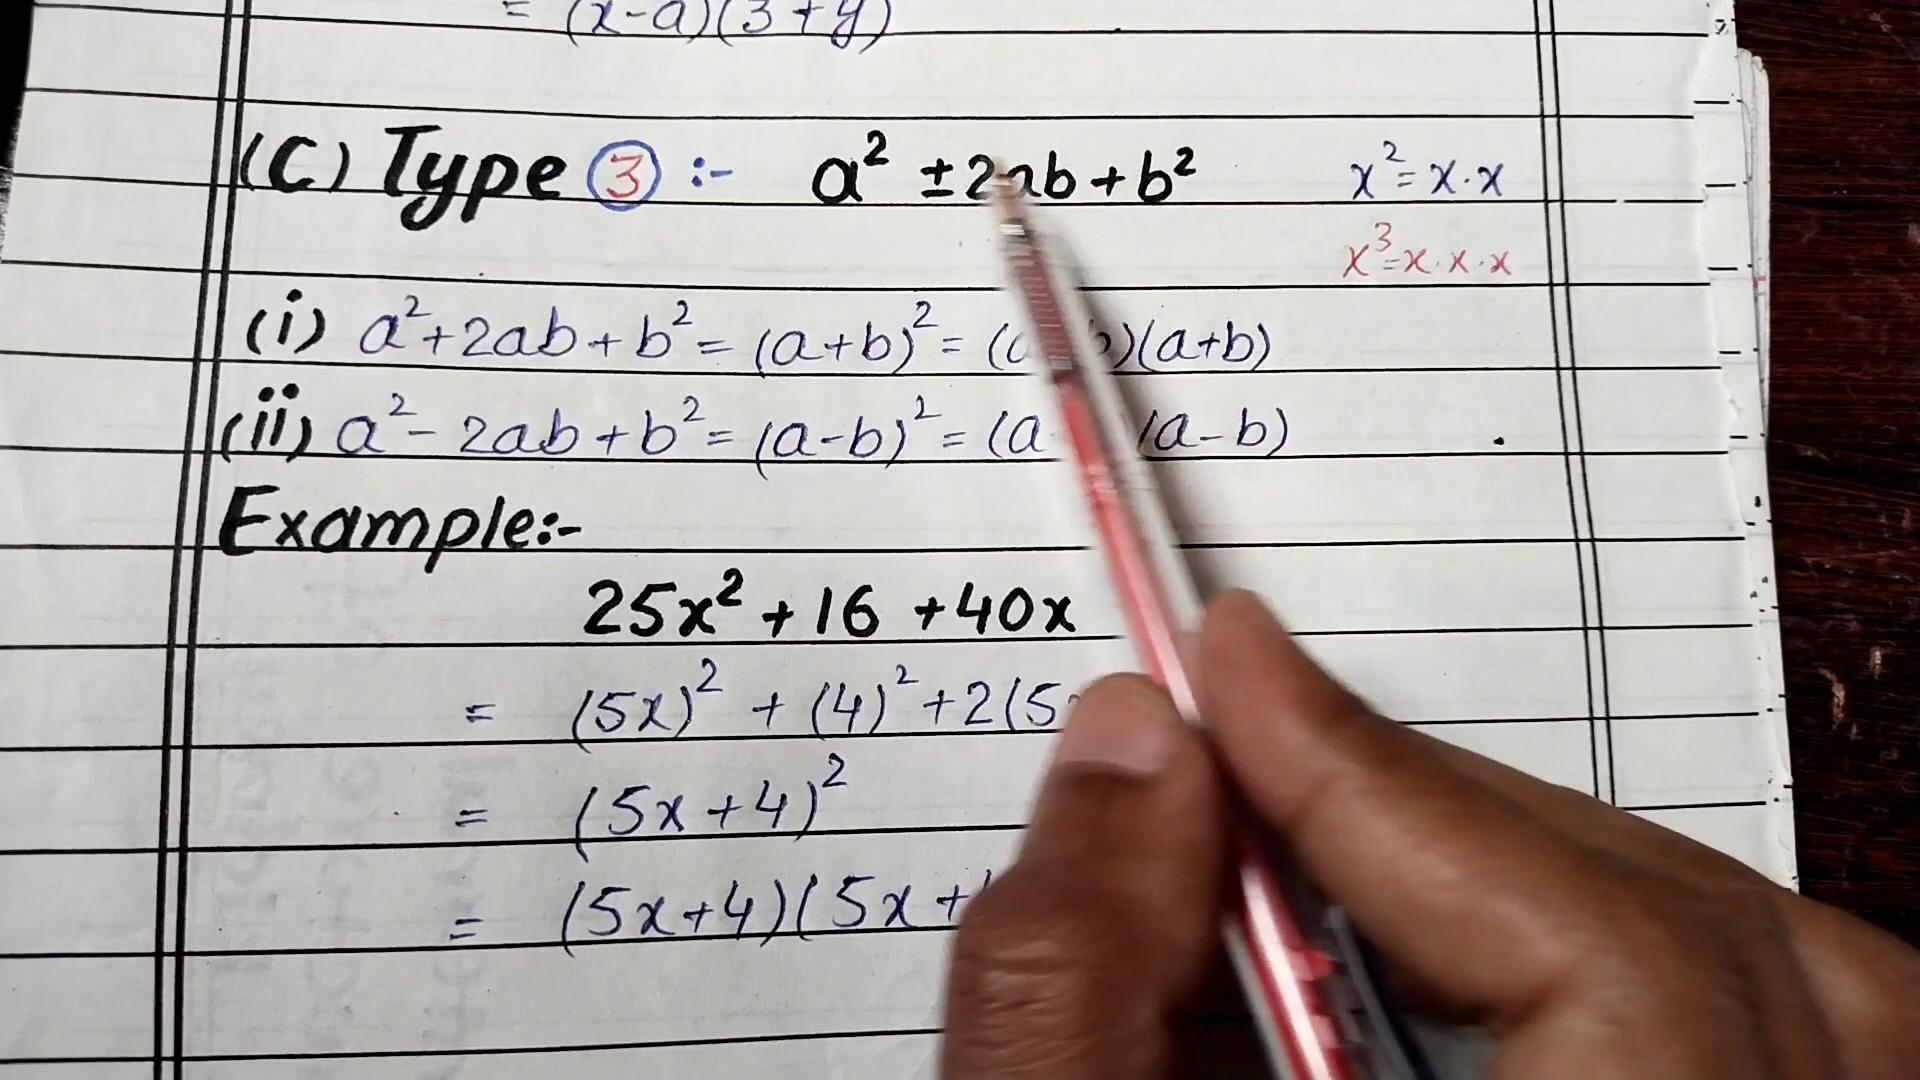 = (x-a)(3+y)
(C) Type 3 :- a² ±2ab+b² x²=x.x
x³=x.x.x
(i) a²+2ab+b²=(a+b)²=(a b)(a+b)
(ii) a²-2ab+b²=(a-b)²=(a (a-b)
Example:-
25x²+16+40x
= (5x)²+(4)²+2(5
= (5x+4)²
= (5x+4)(5x+